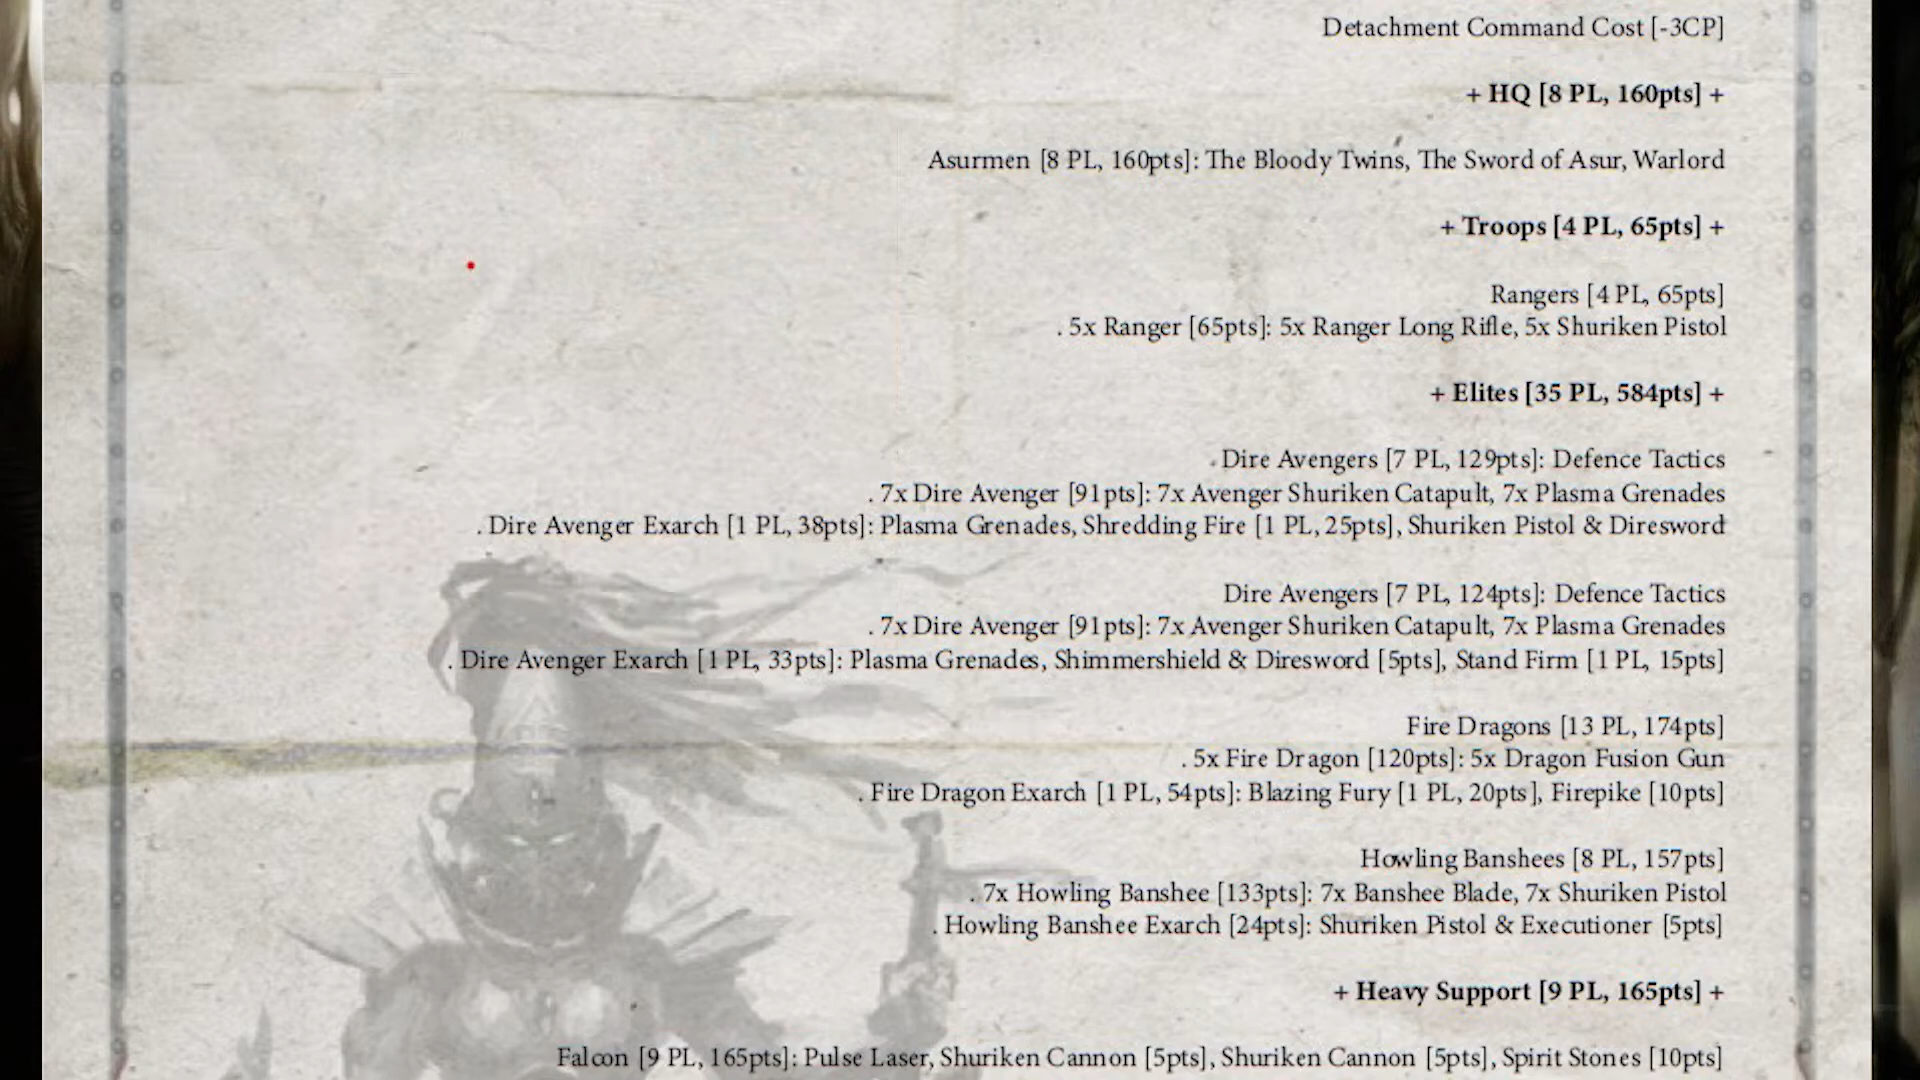 Detachment Command Cost [-3CP]
+ HQ [8 PL, 160pts] +
Asurmen [8 PL, 160pts]: The Bloody Twins, The Sword of Asur, Warlord
+ Troops [4 PL, 65pts] +
Rangers [4 PL, 65pts]
. 5x Ranger [65pts]: 5x Ranger Long Rifle, 5x Shuriken Pistol
+ Elites [35 PL, 584pts] +
Dire Avengers [7 PL, 129pts]: Defence Tactics
. 7x Dire Avenger [91pts]: 7x Avenger Shuriken Catapult, 7x Plasma Grenades
. Dire Avenger Exarch [1 PL, 38pts]: Plasma Grenades, Shredding Fire [1 PL, 25pts], Shuriken Pistol & Diresword
Dire Avengers [7 PL, 124pts]: Defence Tactics
. 7x Dire Avenger [91pts]: 7x Avenger Shuriken Catapult, 7x Plasma Grenades
. Dire Avenger Exarch [1 PL, 33pts]: Plasma Grenades, Shimmershield & Diresword [5pts], Stand Firm [1 PL, 15pts]
Fire Dragons [13 PL, 174pts]
. 5x Fire Dragon [120pts]: 5x Dragon Fusion Gun
. Fire Dragon Exarch [1 PL, 54pts]: Blazing Fury [1 PL, 20pts], Firepike [10pts]
Howling Banshees [8 PL, 157pts]
. 7x Howling Banshee [133pts]: 7x Banshee Blade, 7x Shuriken Pistol
. Howling Banshee Exarch [24pts]: Shuriken Pistol & Executioner [5pts]
+ Heavy Support [9 PL, 165pts] +
Falcon [9 PL, 165pts]: Pulse Laser, Shuriken Cannon [5pts], Shuriken Cannon [5pts], Spirit Stones [10pts]